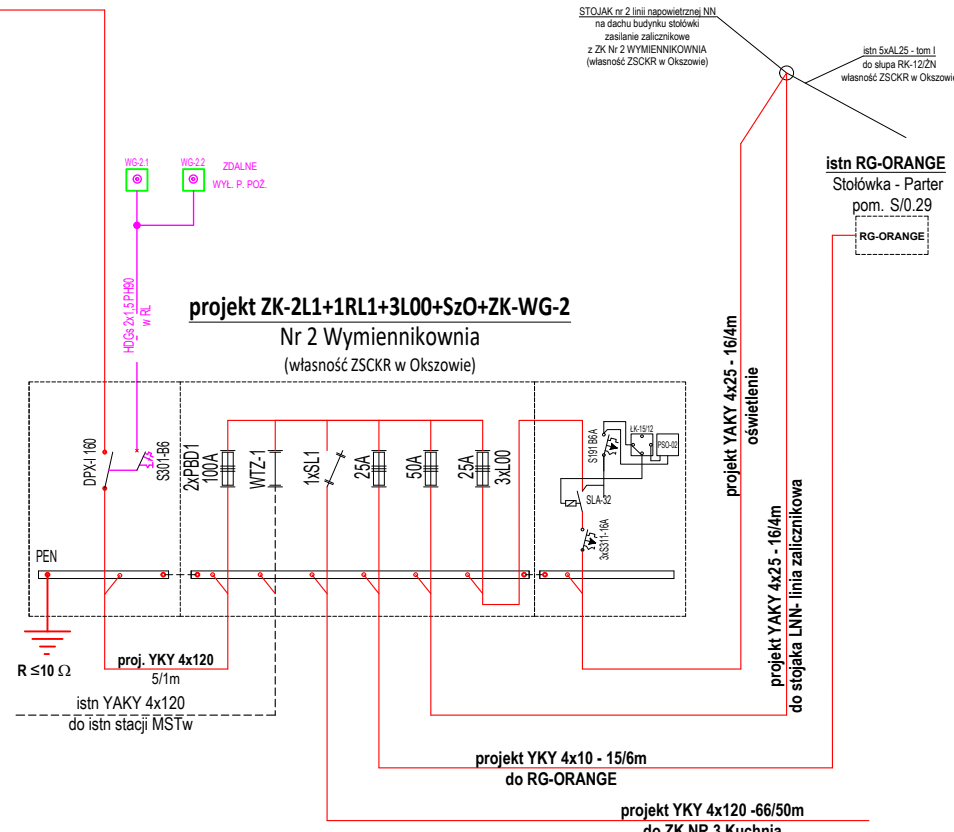 STOJAK nr 2 linii napowietrznej NN
na dachu budynku stołówki
zasilanie zalicznikowe
z ZK Nr 2 WYMIENNIKOWNIA
(własność ZSCKR w Okszowie)
istn 5xAL25 - tom I
do słupa RK-12/ŻN
własność ZSCKR w Okszowie
istn RG-ORANGE
Stołówka - Parter
pom. S/0.29
RG-ORANGE
WG-2.1
WG-2.2
ZDALNE
WYŁ. P. POŻ.
HDGs 2x1,5 PH90
w RL
projekt ZK-2L1+1RL1+3L00+SzO+ZK-WG-2
Nr 2 Wymiennikownia
(własność ZSCKR w Okszowie)
DPX-I 160
S301-B6
2xPBD1
100A
WTZ-1
1xSL1
25A
50A
25A
3xL00
S191 B6A
ŁK-15/12
PSO-02
SLA-32
3xS311-16A
PEN
R ≤10 Ω
proj. YKY 4x120
5/1m
istn YAKY 4x120
do istn stacji MSTw
projekt YAKY 4x25 - 16/4m
oświetlenie
projekt YAKY 4x25 - 16/4m
do stojaka LNN- linia zalicznikowa
projekt YKY 4x10 - 15/6m
do RG-ORANGE
projekt YKY 4x120 -66/50m
do ZK NR 3 Kuchnia